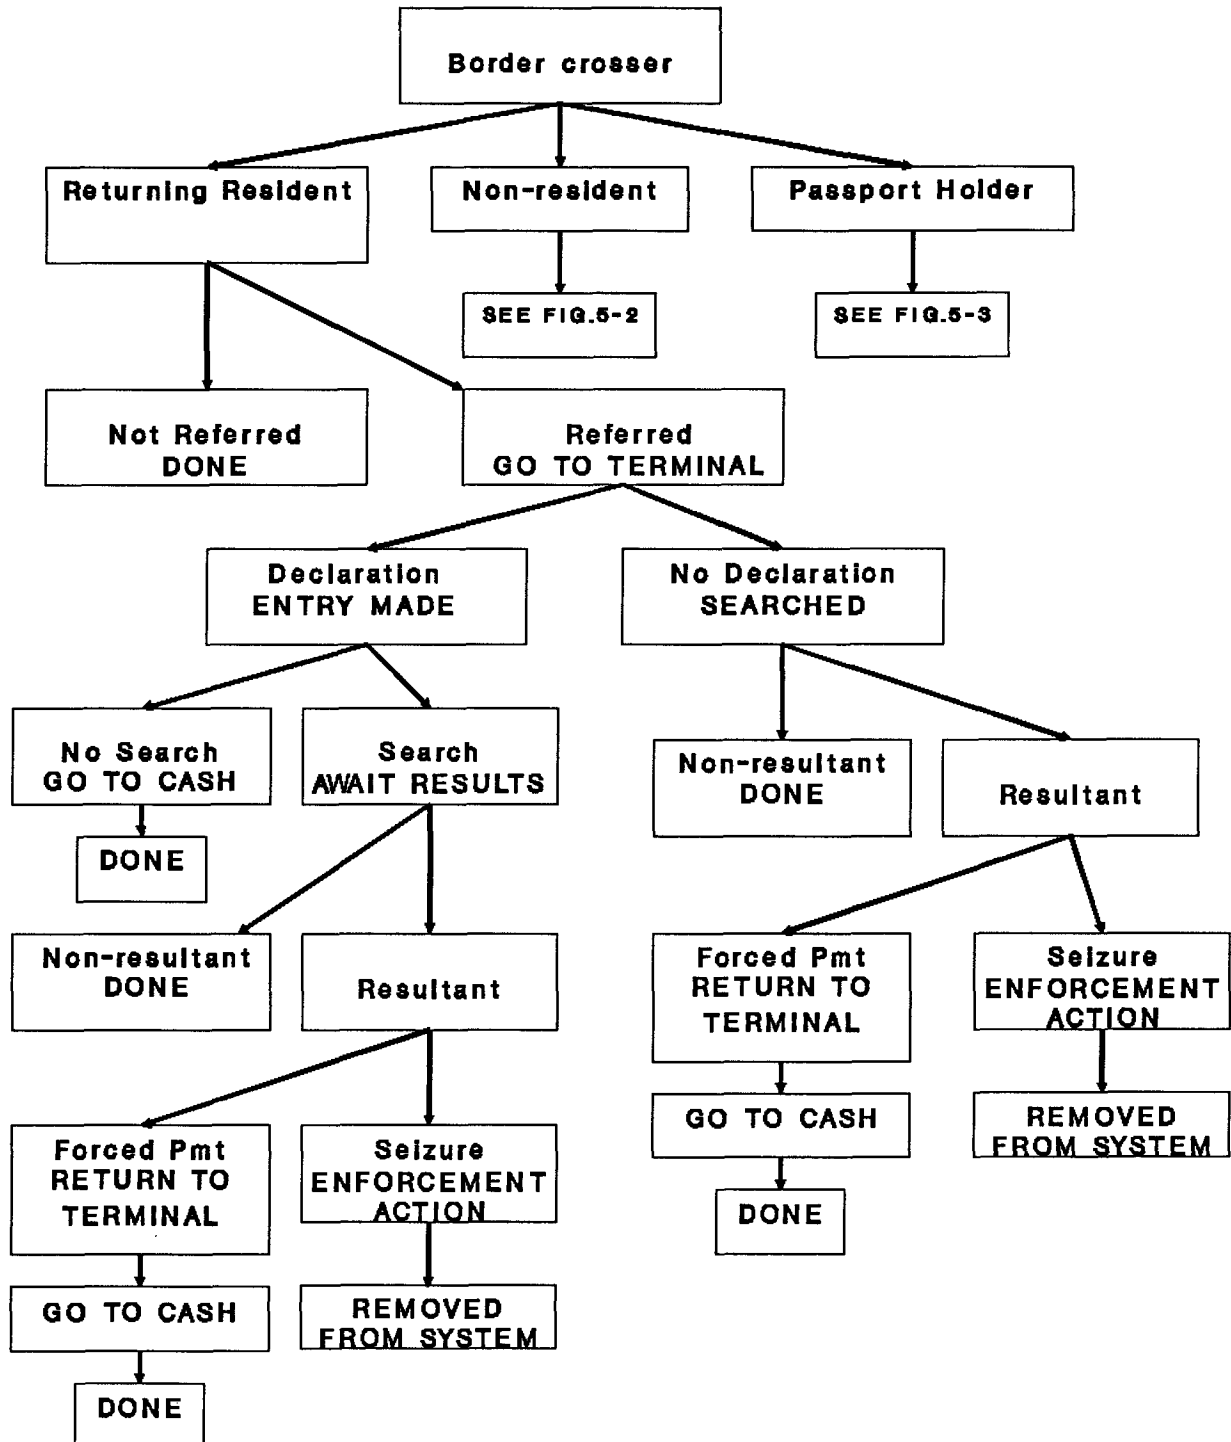 Border crosser
Returning Resident
Non-resident
Passport Holder
SEE FIG.5-2
SEE FIG.5-3
Not Referred
DONE
Referred
GO TO TERMINAL
Declaration
ENTRY MADE
No Declaration
SEARCHED
No Search
GO TO CASH
Search
AWAIT RESULTS
Non-resultant
DONE
Resultant
DONE
Non-resultant
DONE
Resultant
Forced Pmt
RETURN TO
TERMINAL
Seizure
ENFORCEMENT
ACTION
GO TO CASH
REMOVED
FROM SYSTEM
Forced Pmt
RETURN TO
TERMINAL
Seizure
ENFORCEMENT
ACTION
DONE
GO TO CASH
REMOVED
FROM SYSTEM
DONE